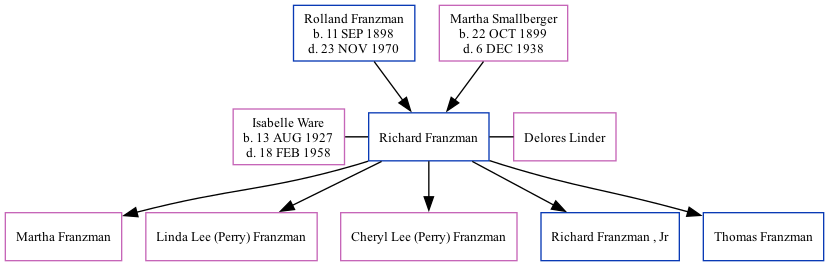 Rolland Franzman
b. 11 SEP 1898
d. 23 NOV 1970
Martha Smallberger
b. 22 OCT 1899
d. 6 DEC 1938
Isabelle Ware
b. 13 AUG 1927
d. 18 FEB 1958
Richard Franzman
Delores Linder
Martha Franzman
Linda Lee (Perry) Franzman
Cheryl Lee (Perry) Franzman
Richard Franzman , Jr
Thomas Franzman